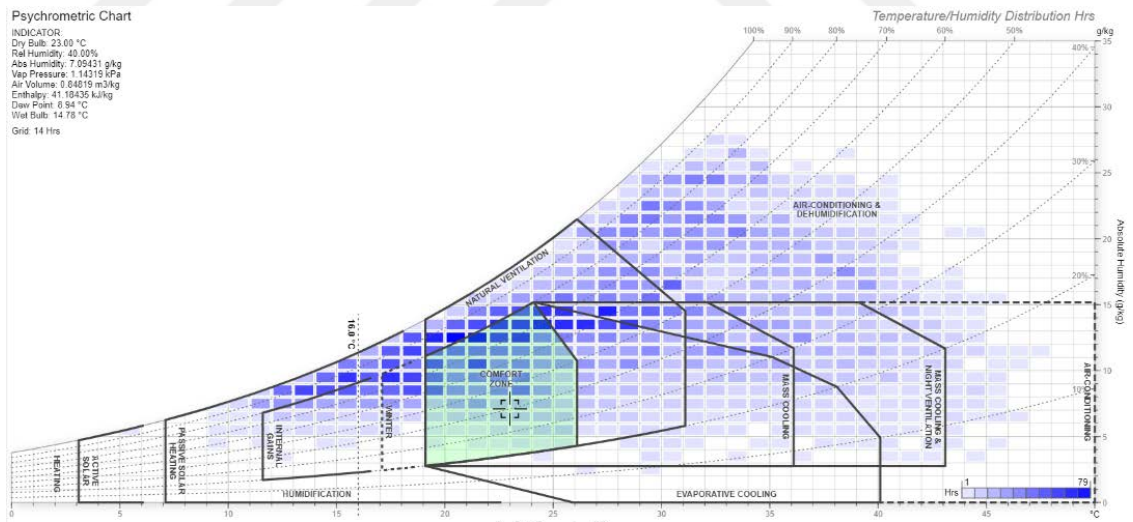 Psychrometric Chart
Temperature/Humidity Distribution Hrs
INDICATOR:
Dry Bulb: 23.00 °C
Rel Humidity: 40.00%
Abs Humidity: 7.09431 g/kg
Vap Pressure: 1.14319 kPa
Air Volume: 0.84819 m3/kg
Enthalpy: 41.18435 kJ/kg
Dew Point: 8.94 °C
Wet Bulb: 14.78 °C
Grid: 14 Hrs
100% 90% 80% 70% 60% 50% g/kg
35
40%
30
30%
25
AIR-CONDITIONING &
DEHUMIDIFICATION
20
20%
NATURAL VENTILATION
15
16.0 °C
10
10%
5
0
Absolute Humidity (g/kg)
COMFORT
ZONE
HEATING
ACTIVE
SOLAR
PASSIVE SOLAR
HEATING
INTERNAL
GAINS
WINTER
MASS COOLING
MASS COOLING &
NIGHT VENTILATION
AIR-CONDITIONING
HUMIDIFICATION
EVAPORATIVE COOLING
Hrs 1 79
0 5 10 15 20 25 30 35 40 45 °C